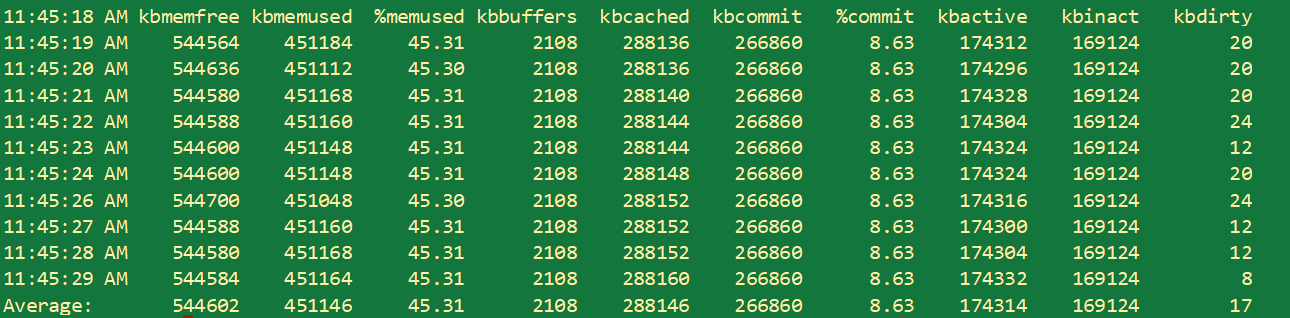 11:45:18 AM kbmemfree kbmemused %memused kbbuffers kbcached kbcommit %commit kbactive kbinact kbdirty
11:45:19 AM 544564 451184 45.31 2108 288136 266860 8.63 174312 169124 20
11:45:20 AM 544636 451112 45.30 2108 288136 266860 8.63 174296 169124 20
11:45:21 AM 544580 451168 45.31 2108 288140 266860 8.63 174328 169124 20
11:45:22 AM 544588 451160 45.31 2108 288144 266860 8.63 174304 169124 24
11:45:23 AM 544600 451148 45.31 2108 288144 266860 8.63 174324 169124 12
11:45:24 AM 544600 451148 45.31 2108 288148 266860 8.63 174324 169124 20
11:45:26 AM 544700 451048 45.30 2108 288152 266860 8.63 174316 169124 24
11:45:27 AM 544588 451160 45.31 2108 288152 266860 8.63 174300 169124 12
11:45:28 AM 544580 451168 45.31 2108 288152 266860 8.63 174304 169124 12
11:45:29 AM 544584 451164 45.31 2108 288160 266860 8.63 174332 169124 8
Average: 544602 451146 45.31 2108 288146 266860 8.63 174314 169124 17